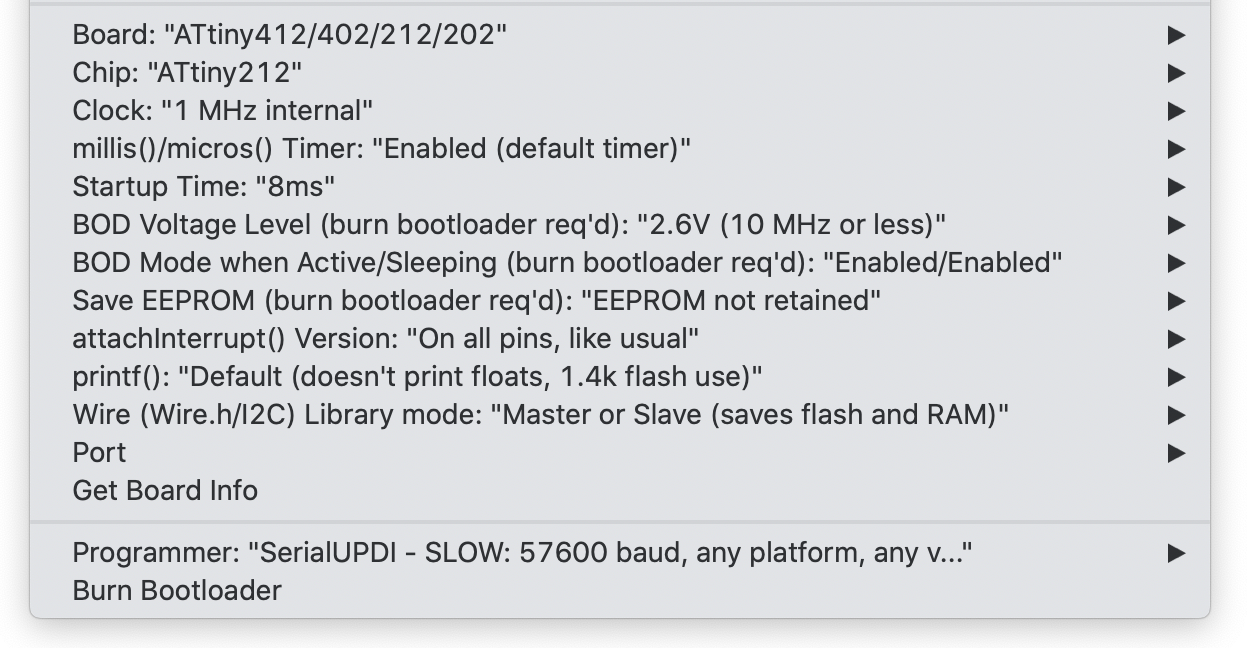 Board: "ATtiny412/402/212/202"
Chip: "ATtiny212"
Clock: "1 MHz internal"
millis()/micros() Timer: "Enabled (default timer)"
Startup Time: "8ms"
BOD Voltage Level (burn bootloader req'd): "2.6V (10 MHz or less)"
BOD Mode when Active/Sleeping (burn bootloader req'd): "Enabled/Enabled"
Save EEPROM (burn bootloader req'd): "EEPROM not retained"
attachInterrupt() Version: "On all pins, like usual"
printf(): "Default (doesn't print floats, 1.4k flash use)"
Wire (Wire.h/I2C) Library mode: "Master or Slave (saves flash and RAM)"
Port
Get Board Info
Programmer: "SerialUPDI - SLOW: 57600 baud, any platform, any v..."
Burn Bootloader